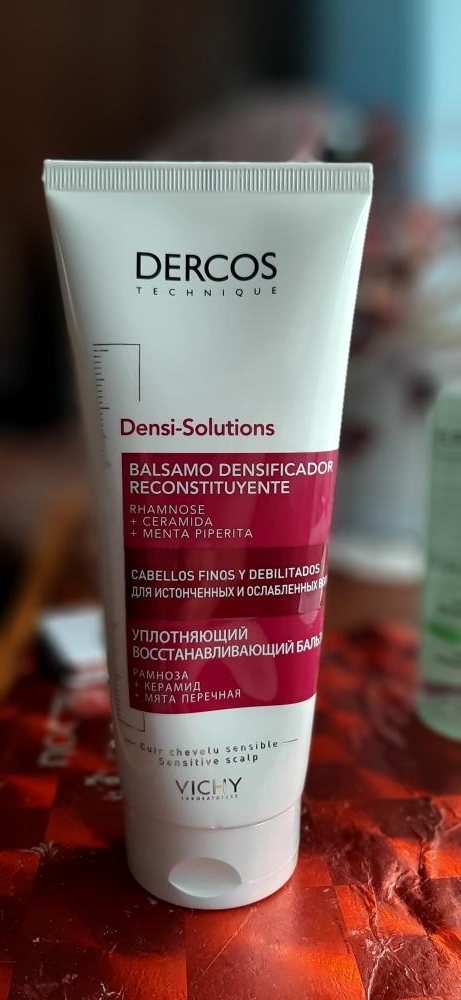 DERCOS
TECHNIQUE
Densi-Solutions
BALSAMO DENSIFICADOR
RECONSTITUYENTE
RHAMNOSE
+ CERAMIDA
+ MENTA PIPERITA
CABELLOS FINOS Y DEBILITADOS
ДЛЯ ИСТОНЧЕННЫХ И ОСЛАБЛЕННЫХ
УПЛОТНЯЮЩИЙ
ВОССТАНАВЛИВАЮЩИЙ
РАМНОЗА
+ КЕРАМИД
+ МЯТА ПЕРЕЧНАЯ
Cuir chevelu sensible
Sensitive scalp
VICHY
LABORATOIRES